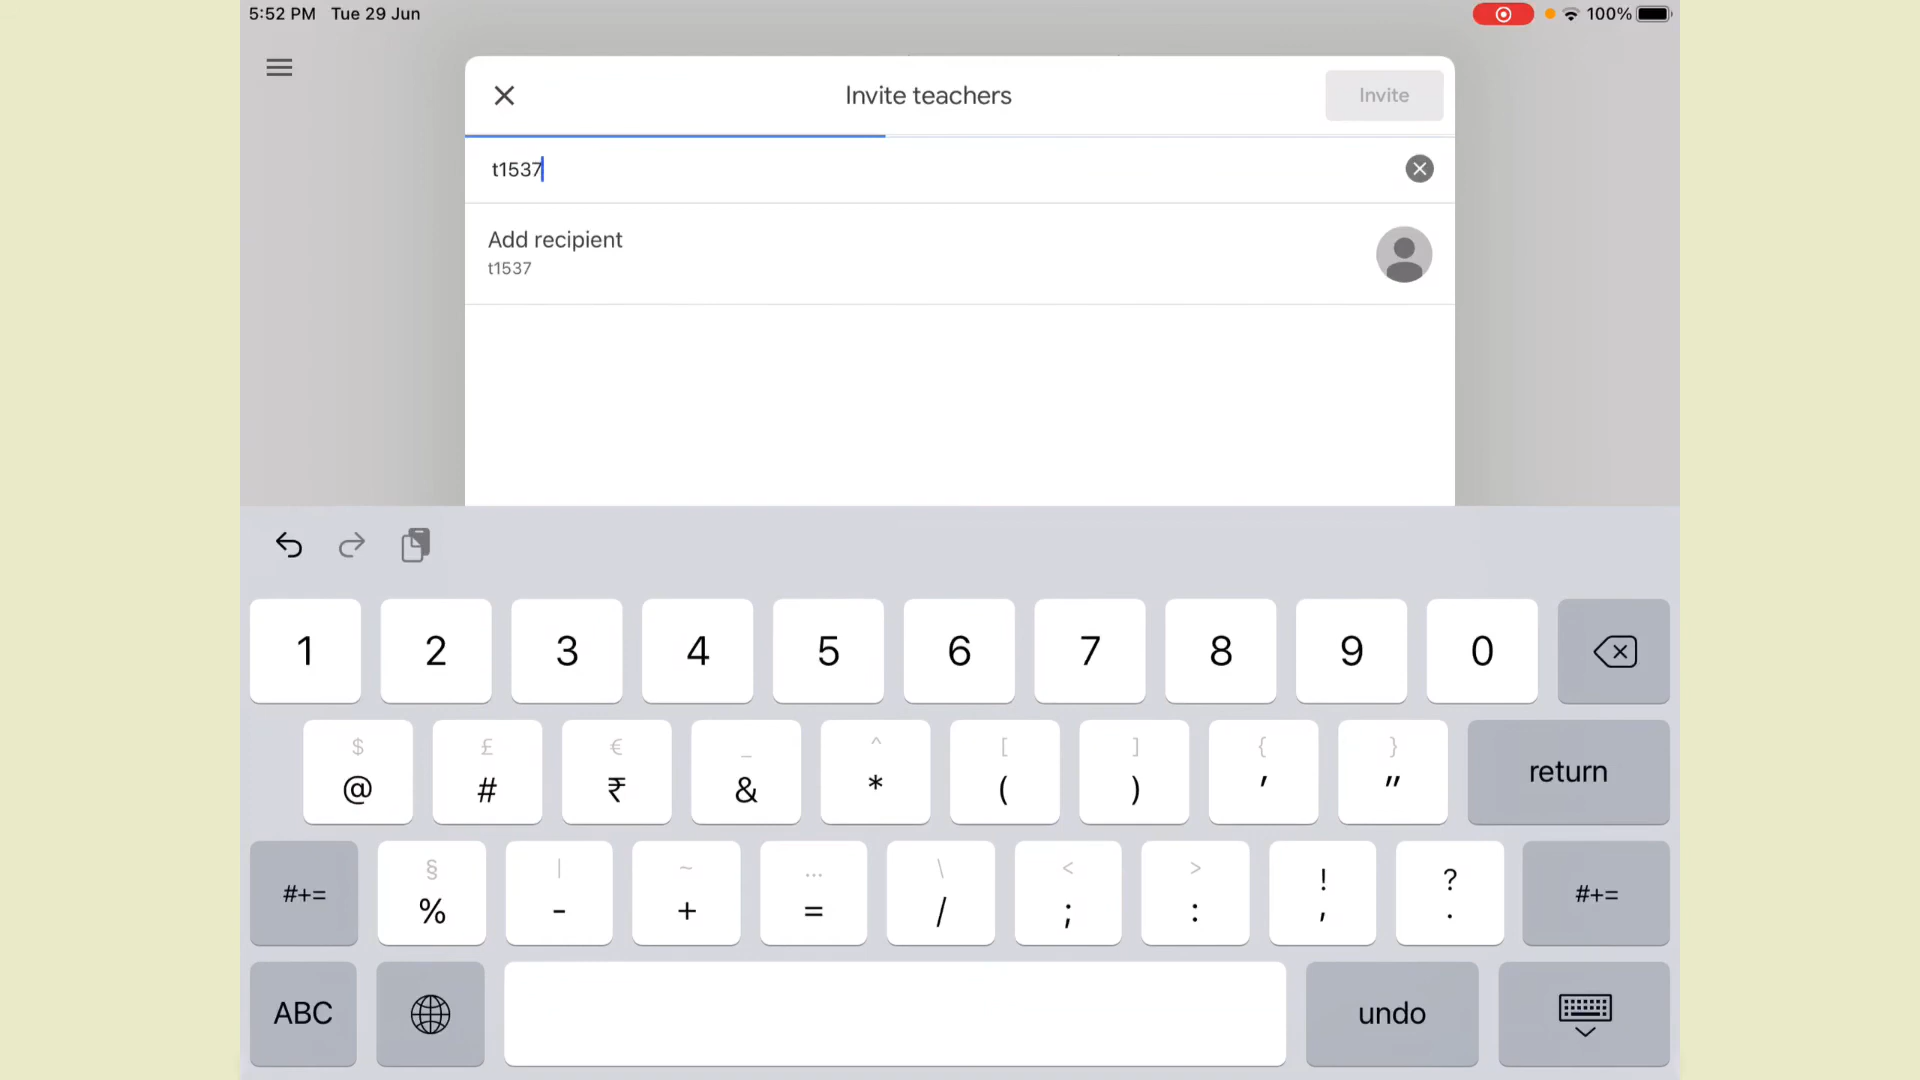 5:52 PM Tue 29 Jun 100%
Invite teachers
Invite
t1537
Add recipient
t1537
1 2 3 4 5 6 7 8 9 0
$ £ € _ ^ [ ] { }
@ # ₹ & * ( ) ' "
return
§ | ~ … \ < > ! ?
#+= % - + = / ; : , . #+=
ABC
undo